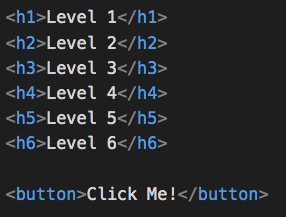 <h1>Level 1</h1>
<h2>Level 2</h2>
<h3>Level 3</h3>
<h4>Level 4</h4>
<h5>Level 5</h5>
<h6>Level 6</h6>
<button>Click Me!</button>